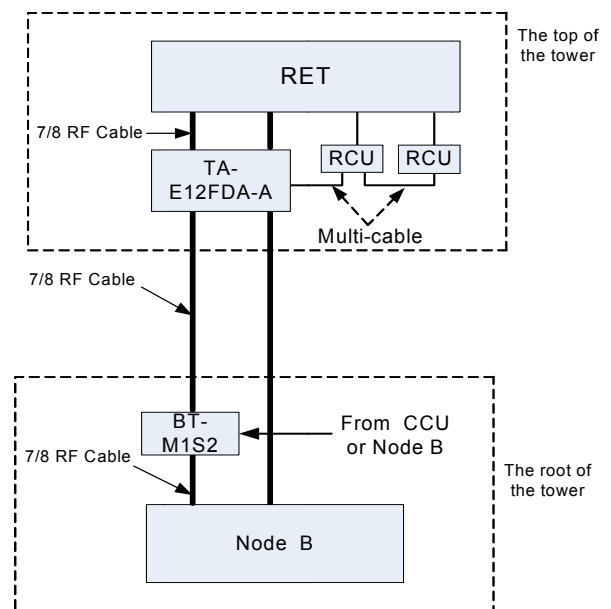 The top of
the tower
RET
7/8 RF Cable
TA-
E12FDA-A
RCU
RCU
Multi-cable
7/8 RF Cable
BT-
M1S2
From CCU
or Node B
7/8 RF Cable
The root of
the tower
Node B